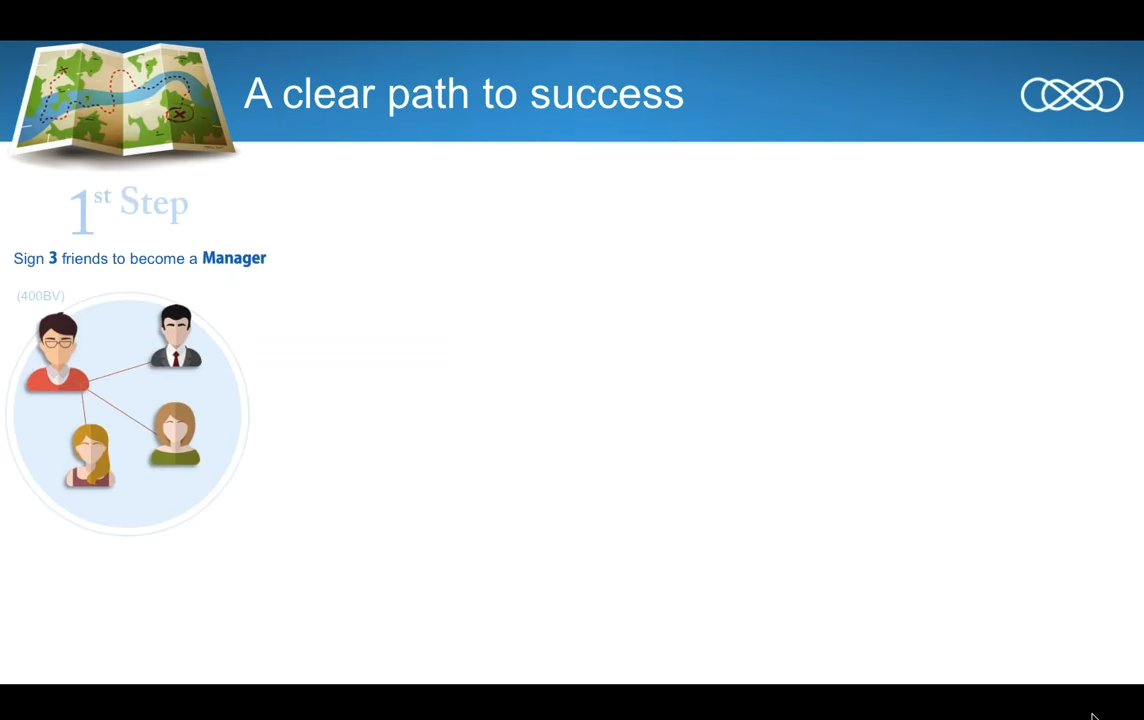 A clear path to success
1st Step
Sign 3 friends to become a Manager
(400BV)